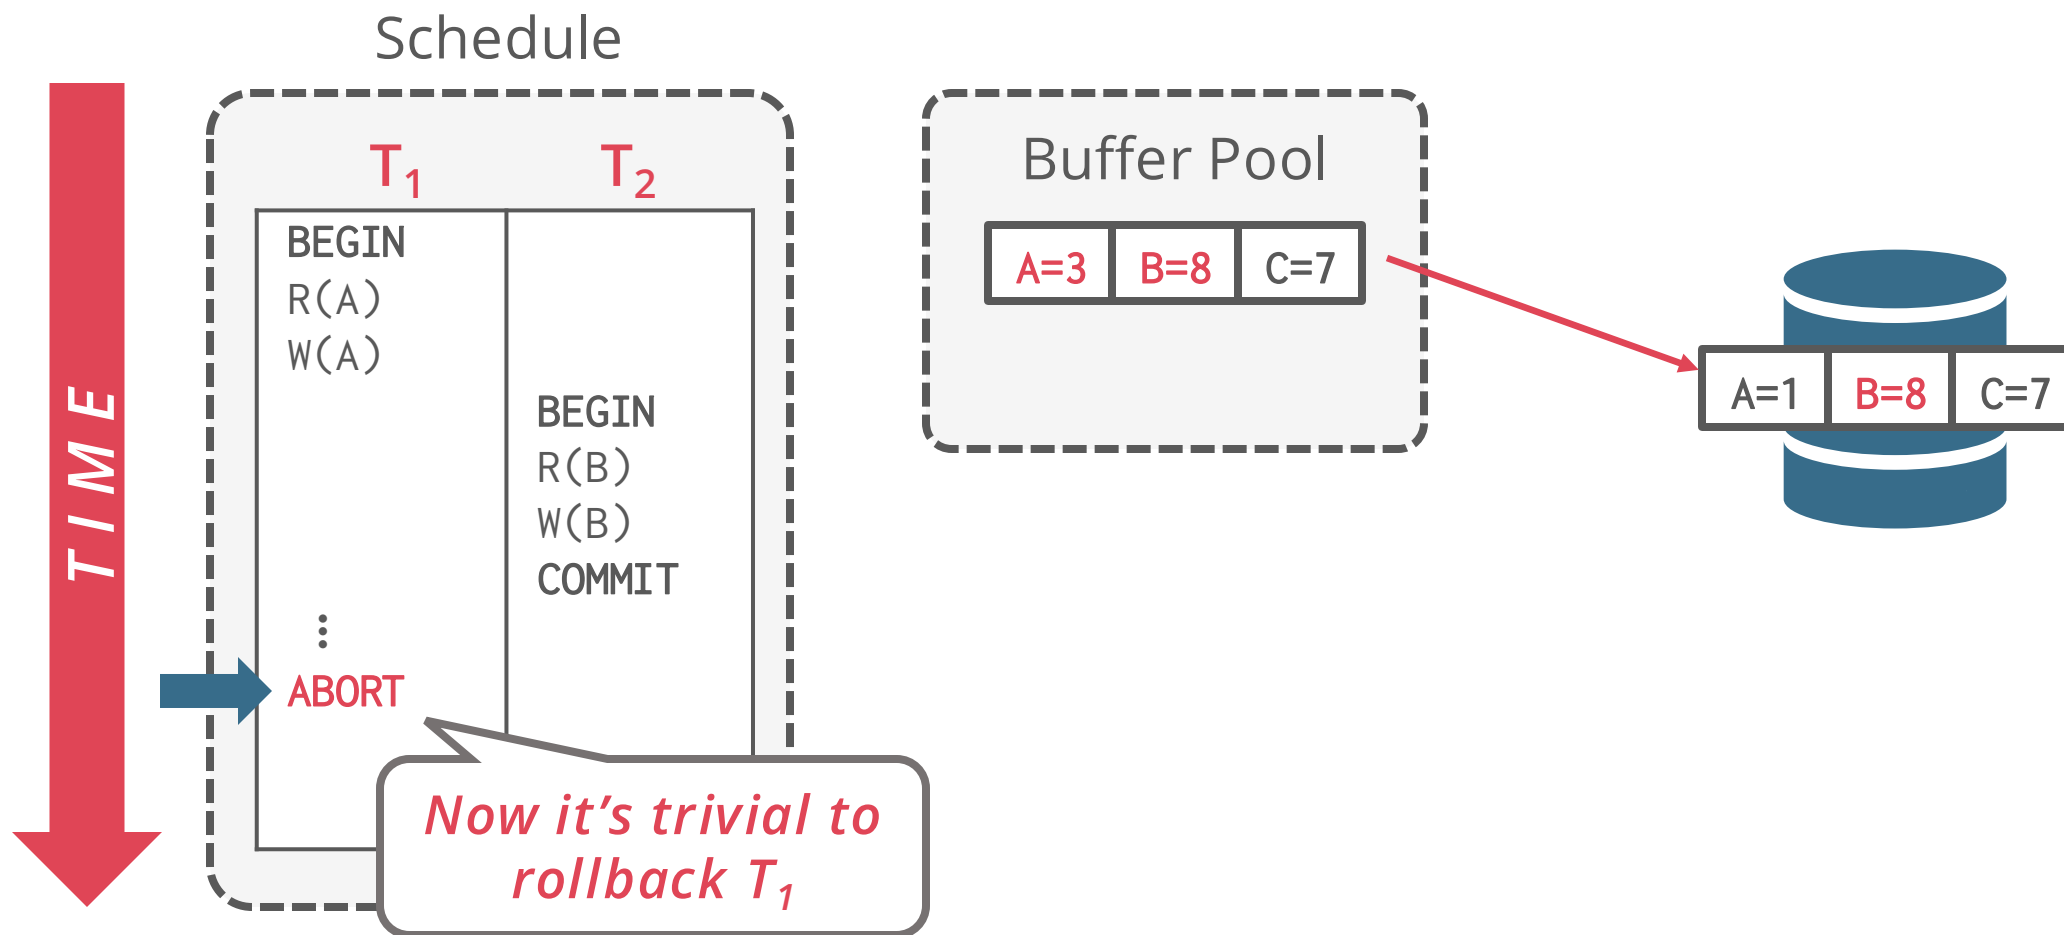 Schedule
TIME
T1
T2
BEGIN
R(A)
W(A)
BEGIN
R(B)
W(B)
COMMIT
⋮
ABORT
Now it's trivial to
rollback T1
Buffer Pool
A=3 B=8 C=7
A=1 B=8 C=7